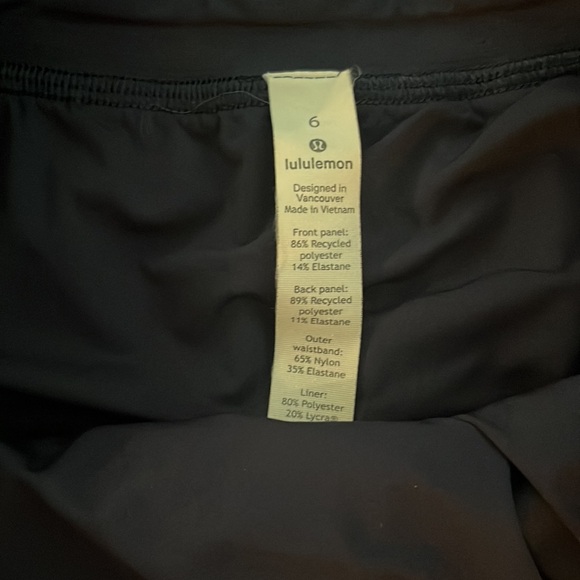 6
lululemon
Designed in
Vancouver
Made in Vietnam
Front panel:
86% Recycled
polyester
14% Elastane
Back panel:
89% Recycled
polyester
11% Elastane
Outer
waistband:
65% Nylon
35% Elastane
Liner:
80% Polyester
20% Lycra®